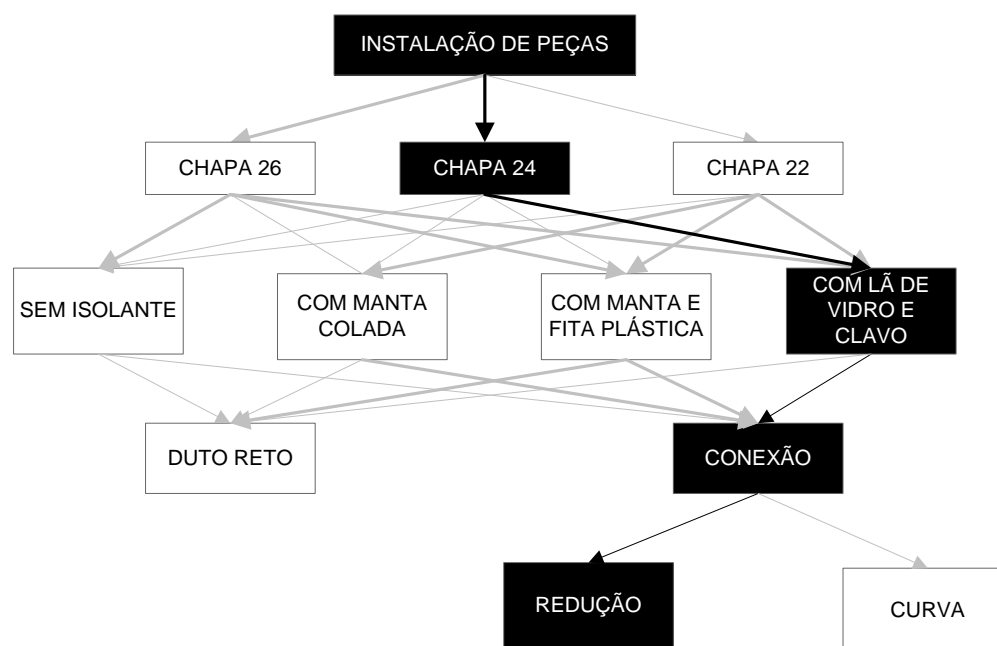 INSTALAÇÃO DE PEÇAS
CHAPA 26
CHAPA 24
CHAPA 22
SEM ISOLANTE
COM MANTA
COLADA
COM MANTA E
FITA PLÁSTICA
COM LÃ DE
VIDRO E
CLAVO
DUTO RETO
CONEXÃO
REDUÇÃO
CURVA